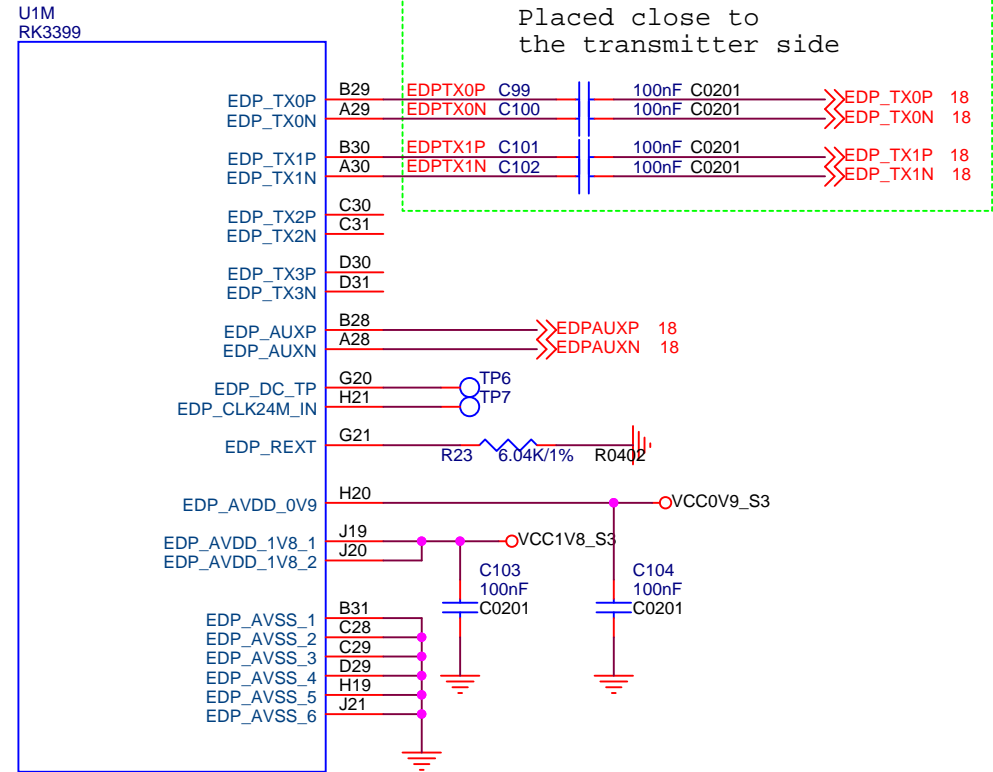 U1M
RK3399
Placed close to
the transmitter side
EDP_TX0P B29 EDPTX0P C99 100nF C0201 EDP_TX0P 18
EDP_TX0N A29 EDPTX0N C100 100nF C0201 EDP_TX0N 18
EDP_TX1P B30 EDPTX1P C101 100nF C0201 EDP_TX1P 18
EDP_TX1N A30 EDPTX1N C102 100nF C0201 EDP_TX1N 18
EDP_TX2P C30
EDP_TX2N C31
EDP_TX3P D30
EDP_TX3N D31
EDP_AUXP B28 EDPAUXP 18
EDP_AUXN A28 EDPAUXN 18
EDP_DC_TP G20 TP6
EDP_CLK24M_IN H21 TP7
EDP_REXT G21 R23 6.04K/1% R0402
EDP_AVDD_0V9 H20 VCC0V9_S3
EDP_AVDD_1V8_1 J19 VCC1V8_S3
EDP_AVDD_1V8_2 J20
C103 C104
100nF 100nF
C0201 C0201
EDP_AVSS_1 B31
EDP_AVSS_2 C28
EDP_AVSS_3 C29
EDP_AVSS_4 D29
EDP_AVSS_5 H19
EDP_AVSS_6 J21